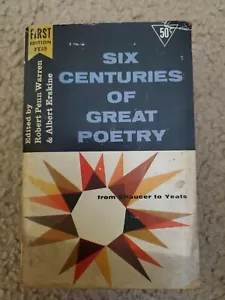 FIRST
EDITION
FE69
50¢
SIX
CENTURIES
OF
GREAT
POETRY
Edited by
Robert Penn Warren
& Albert Erskine
from Chaucer to Yeats